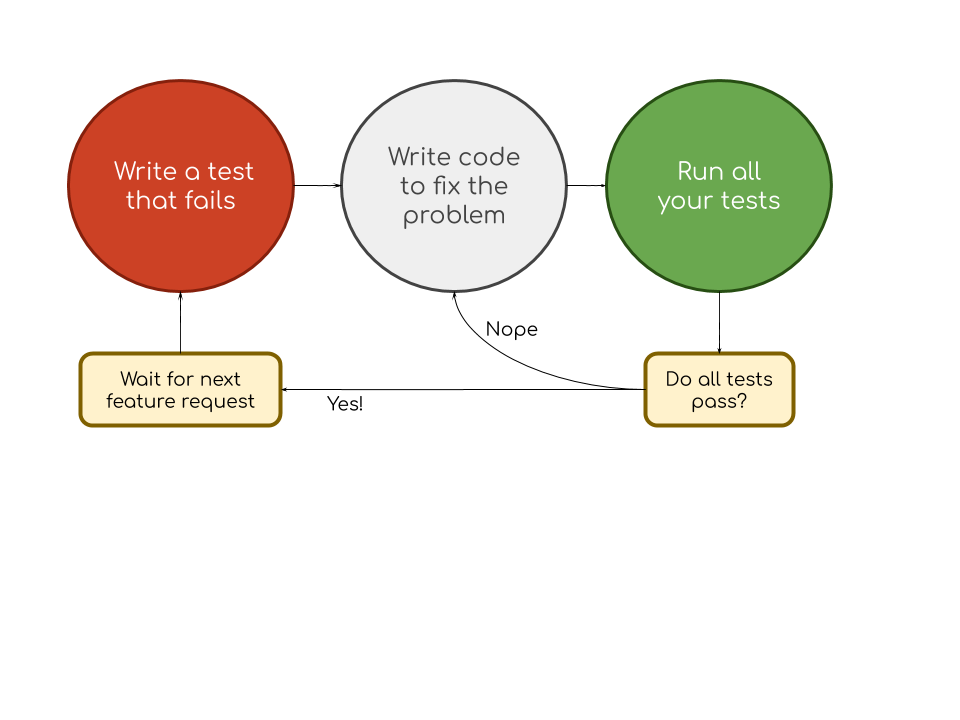 Write a test
that fails
Write code
to fix the
problem
Run all
your tests
Nope
Wait for next
feature request
Yes!
Do all tests
pass?